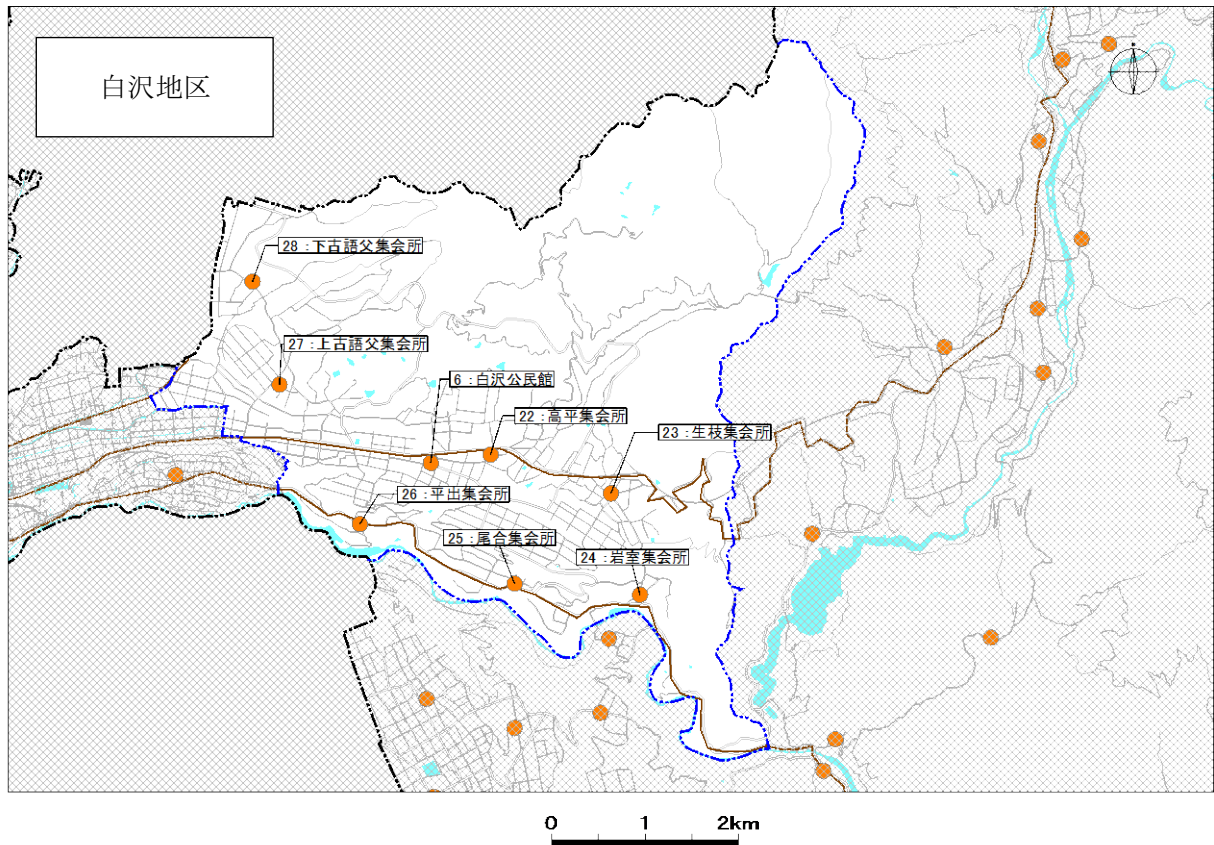 白沢地区
28：下古語父集会所
27：上古語父集会所
6：白沢公民館
22：高平集会所
23：生枝集会所
26：平出集会所
25：尾合集会所
24：岩室集会所
0 1 2km